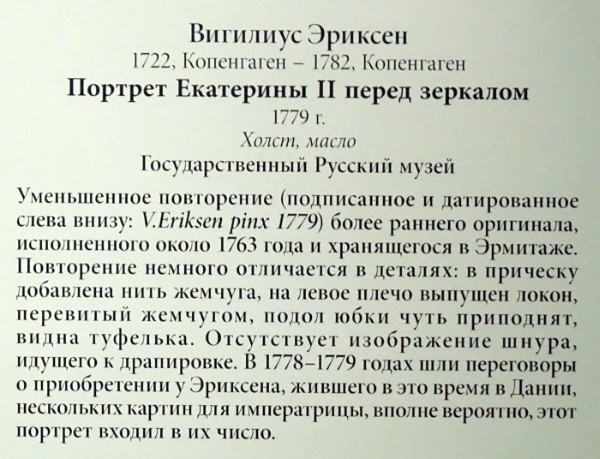 Вигилиус Эриксен
1722, Копенгаген – 1782, Копенгаген
Портрет Екатерины II перед зеркалом
1779 г.
Холст, масло
Государственный Русский музей
Уменьшенное повторение (подписанное и датированное
слева внизу: V.Eriksen pinx 1779) более раннего оригинала,
исполненного около 1763 года и хранящегося в Эрмитаже.
Повторение немного отличается в деталях: в прическу
добавлена нить жемчуга, на левое плечо выпущен локон,
перевитый жемчугом, подол юбки чуть приподнят,
видна туфелька. Отсутствует изображение шнура,
идущего к драпировке. В 1778–1779 годах шли переговоры
о приобретении у Эриксена, жившего в это время в Дании,
нескольких картин для императрицы, вполне вероятно, этот
портрет входил в их число.